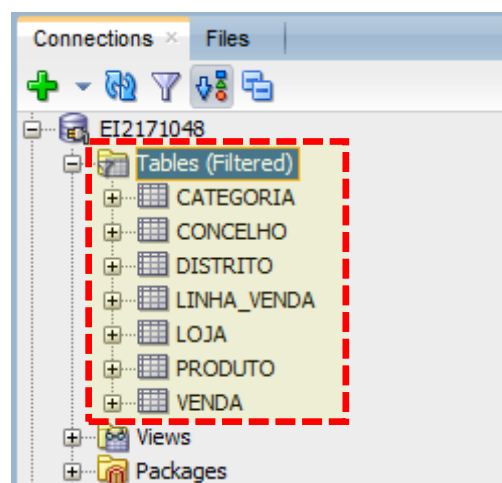 Connections Files
EI2171048
Tables (Filtered)
CATEGORIA
CONCELHO
DISTRITO
LINHA_VENDA
LOJA
PRODUTO
VENDA
Views
Packages